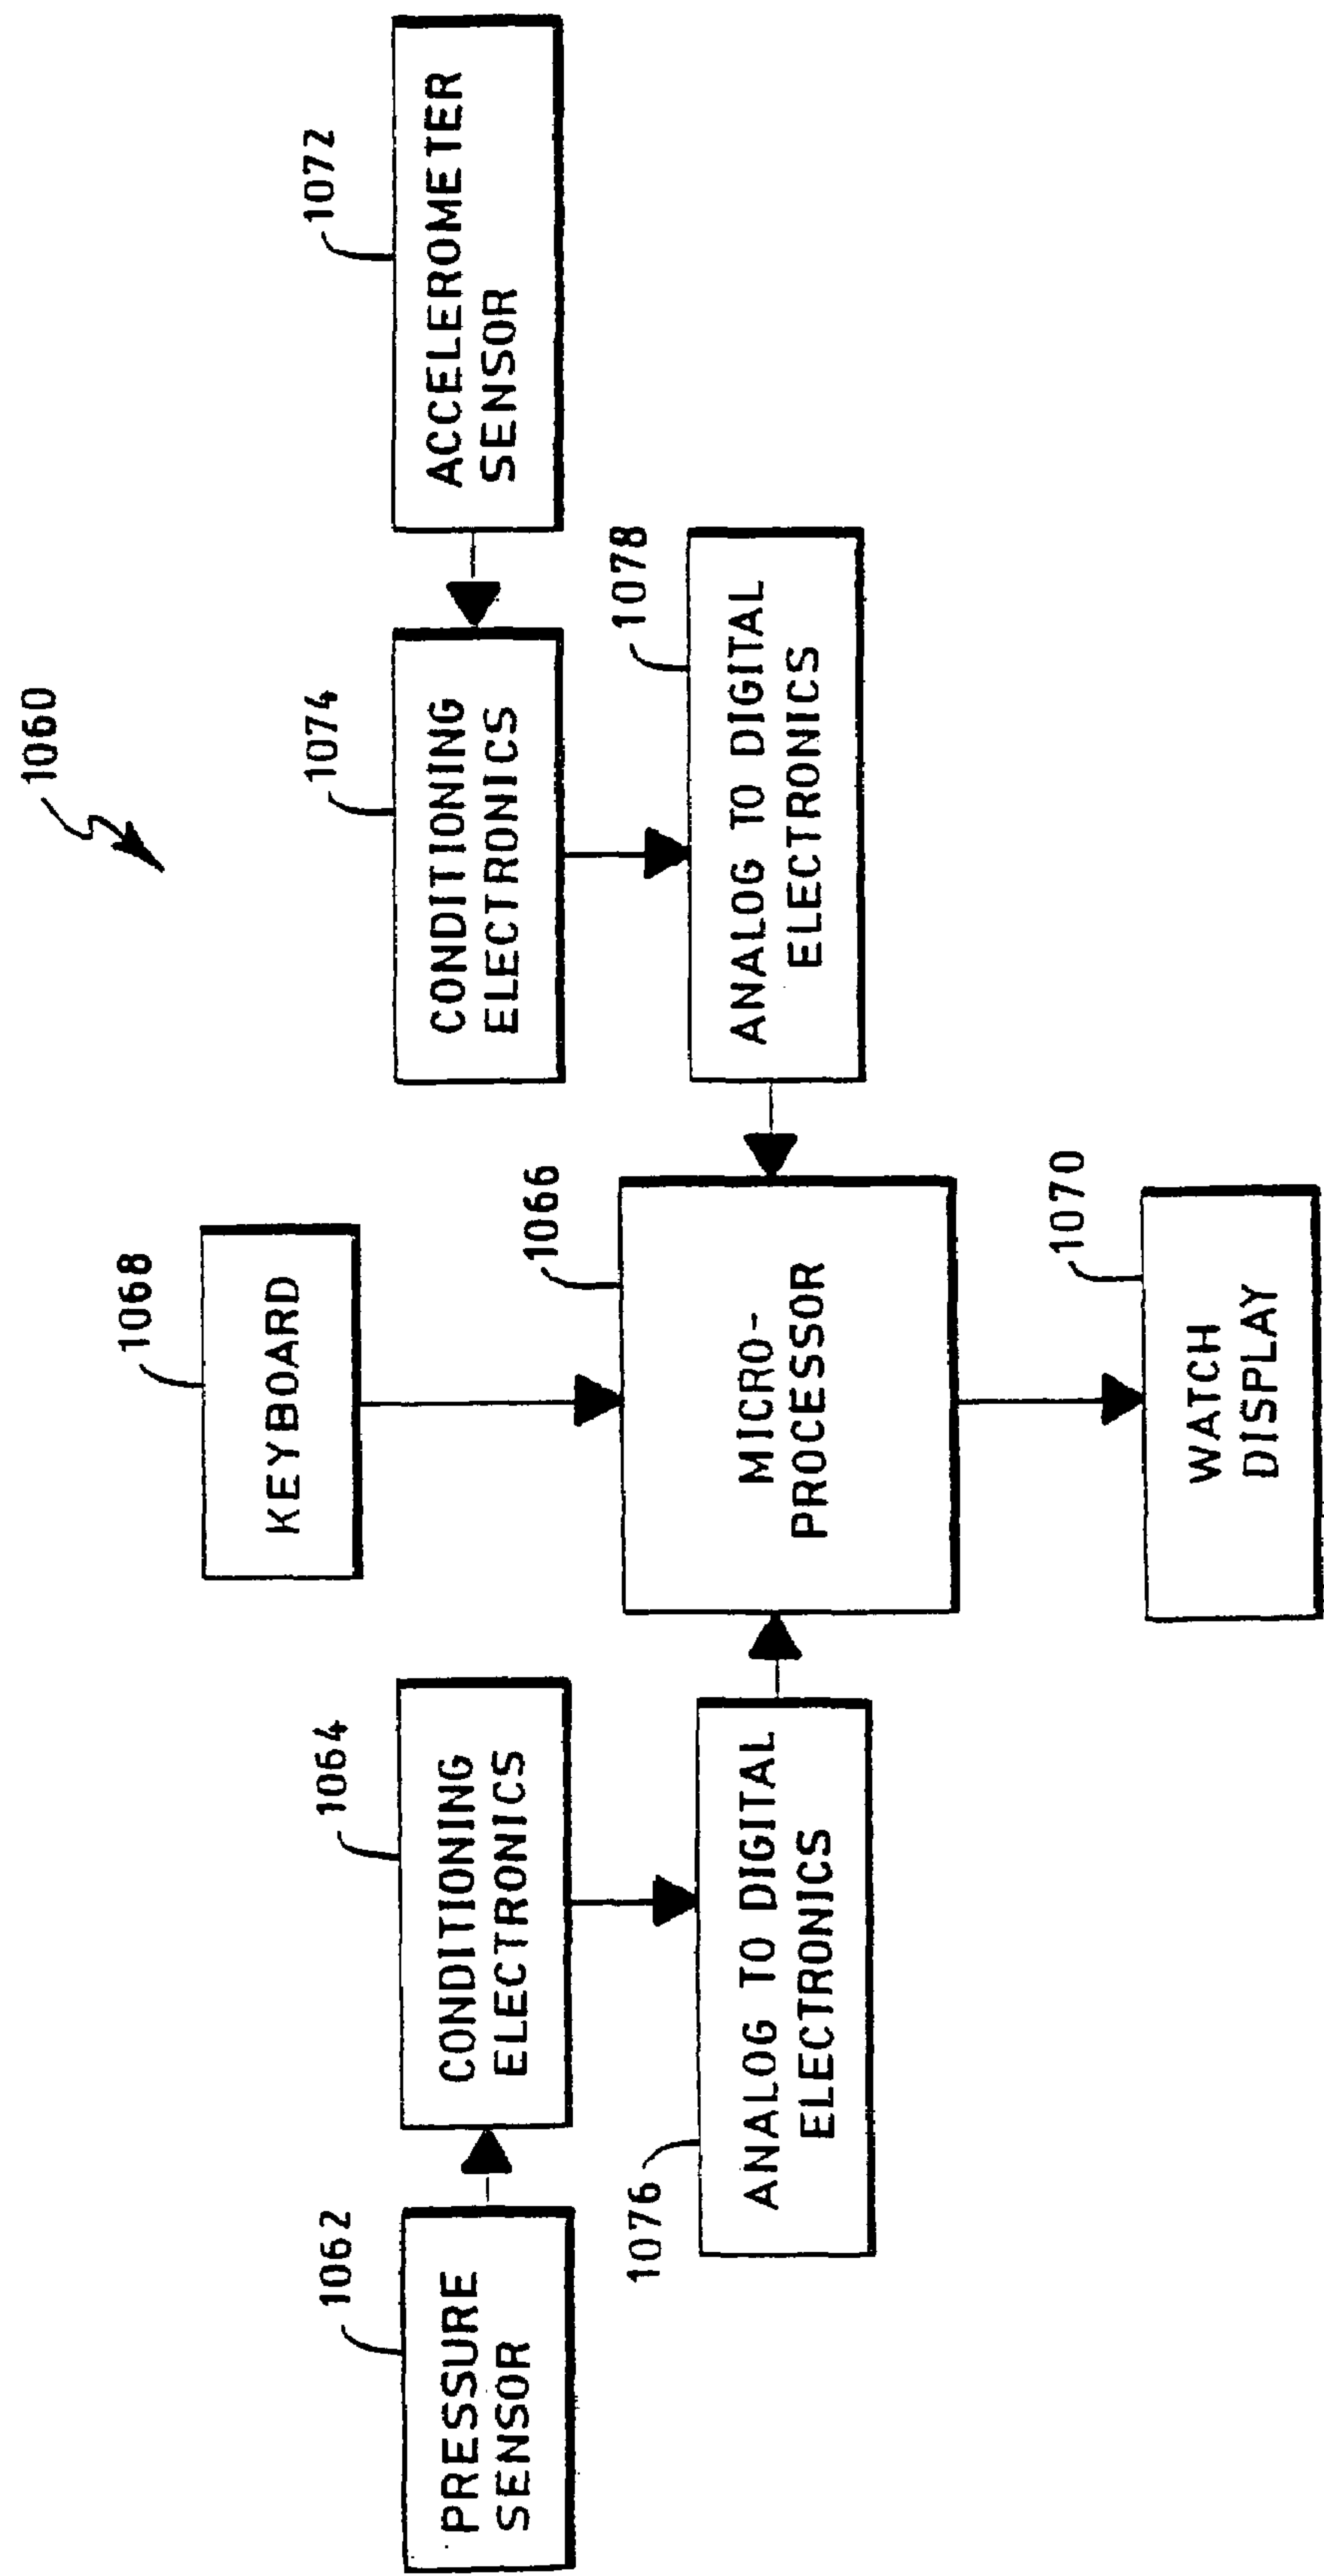 1060
1068
KEYBOARD
1062
PRESSURE
SENSOR
1064
CONDITIONING
ELECTRONICS
1074
CONDITIONING
ELECTRONICS
1072
ACCELEROMETER
SENSOR
1076
ANALOG TO DIGITAL
ELECTRONICS
1066
MICRO-
PROCESSOR
1078
ANALOG TO DIGITAL
ELECTRONICS
1070
WATCH
DISPLAY